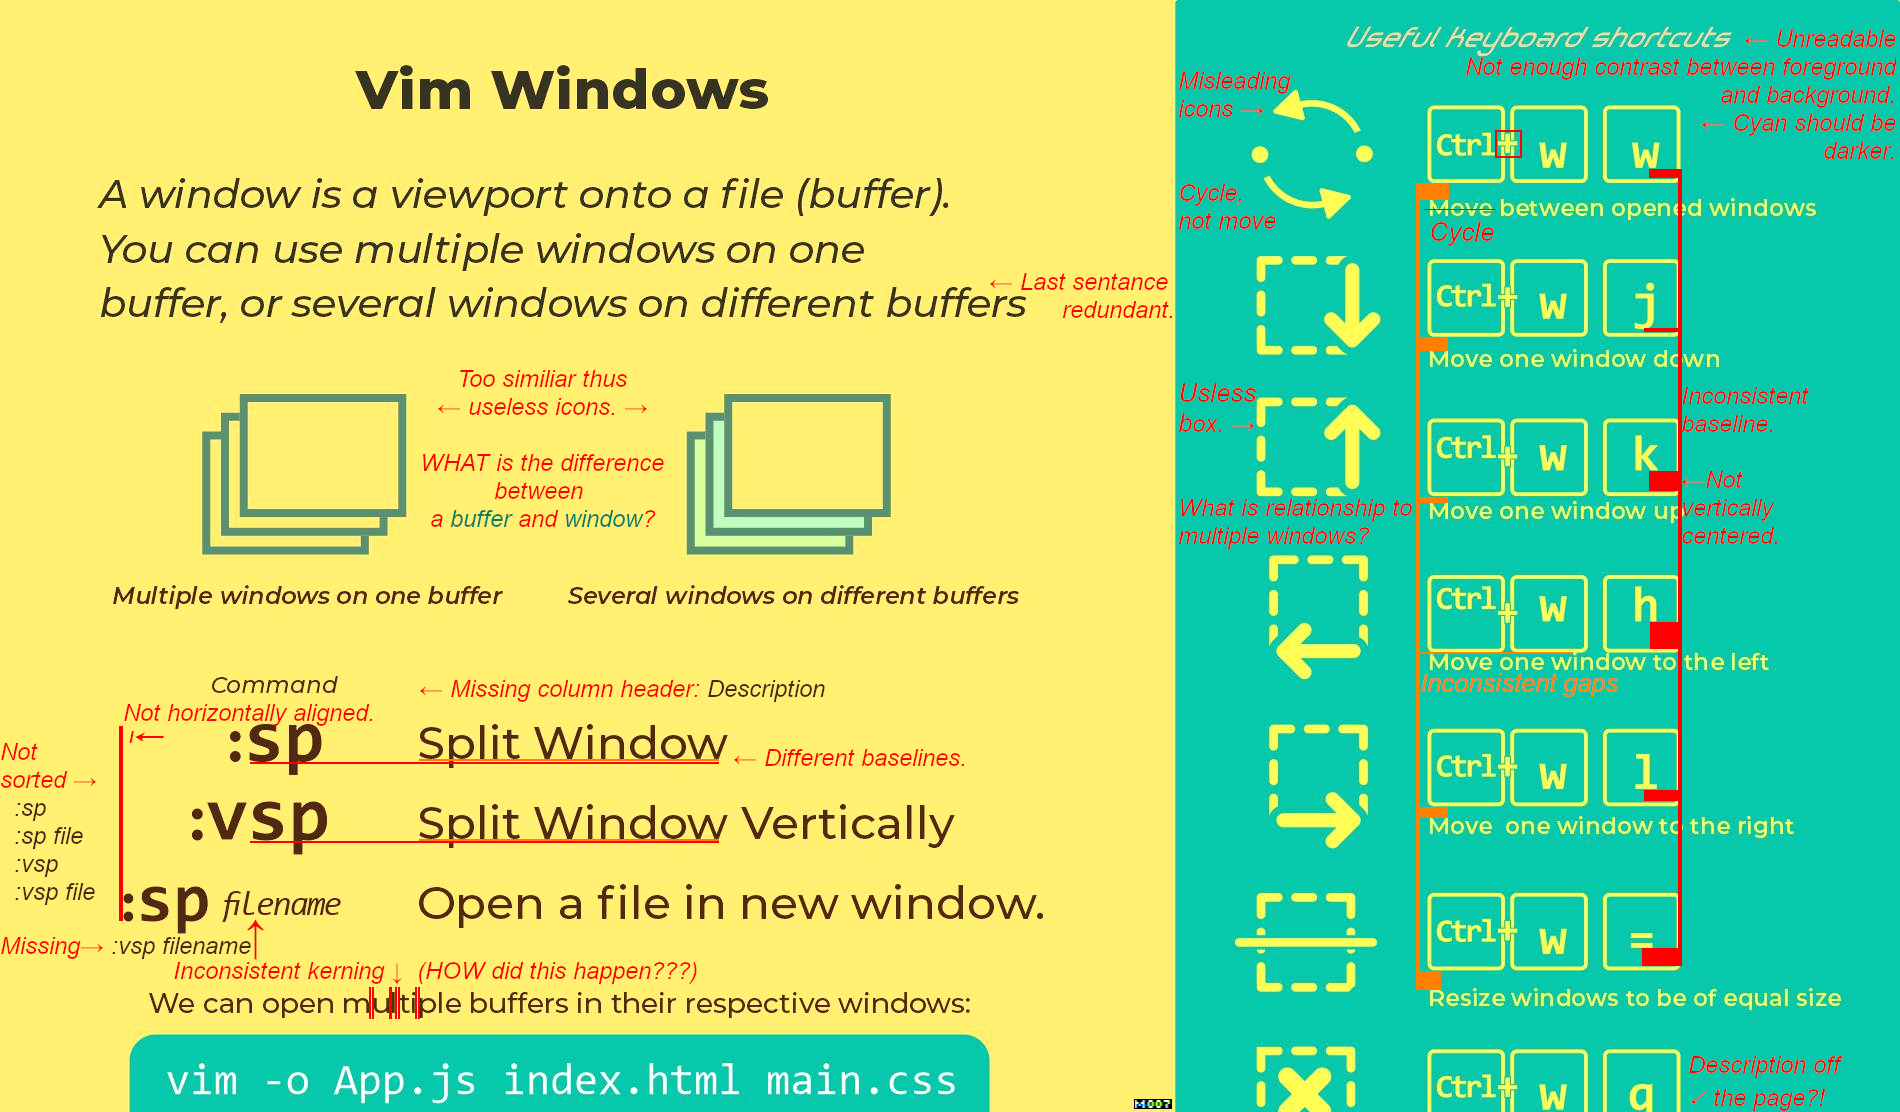 Vim Windows
A window is a viewport onto a file (buffer).
You can use multiple windows on one
buffer, or several windows on different buffers
← Last sentance
redundant.
Too similiar thus
← useless icons. →
WHAT is the difference
between
a buffer and window?
Multiple windows on one buffer
Several windows on different buffers
Command
← Missing column header: Description
Not horizontally aligned.
←
Not
sorted →
:sp
:sp file
:vsp
:vsp file
:sp
Split Window
← Different baselines.
:vsp
Split Window Vertically
:sp filename
Open a file in new window.
Missing→ :vsp filename
Inconsistent kerning ↓ (HOW did this happen???)
We can open multiple buffers in their respective windows:
vim -o App.js index.html main.css
M007
Useful keyboard shortcuts
← Unreadable
Not enough contrast between foreground
and background.
← Cyan should be
darker.
Misleading
icons →
Cycle,
not move
Ctrl + w w
Move between opened windows
Cycle
Ctrl + w j
Move one window down
Usless
box. →
Inconsistent
baseline.
Ctrl + w k
←Not
vertically
centered.
Move one window up
What is relationship to
multiple windows?
Ctrl + w h
Move one window to the left
Inconsistent gaps
Ctrl + w l
Move  one window to the right
Ctrl + w =
Resize windows to be of equal size
Ctrl + w q
Description off
↙ the page?!